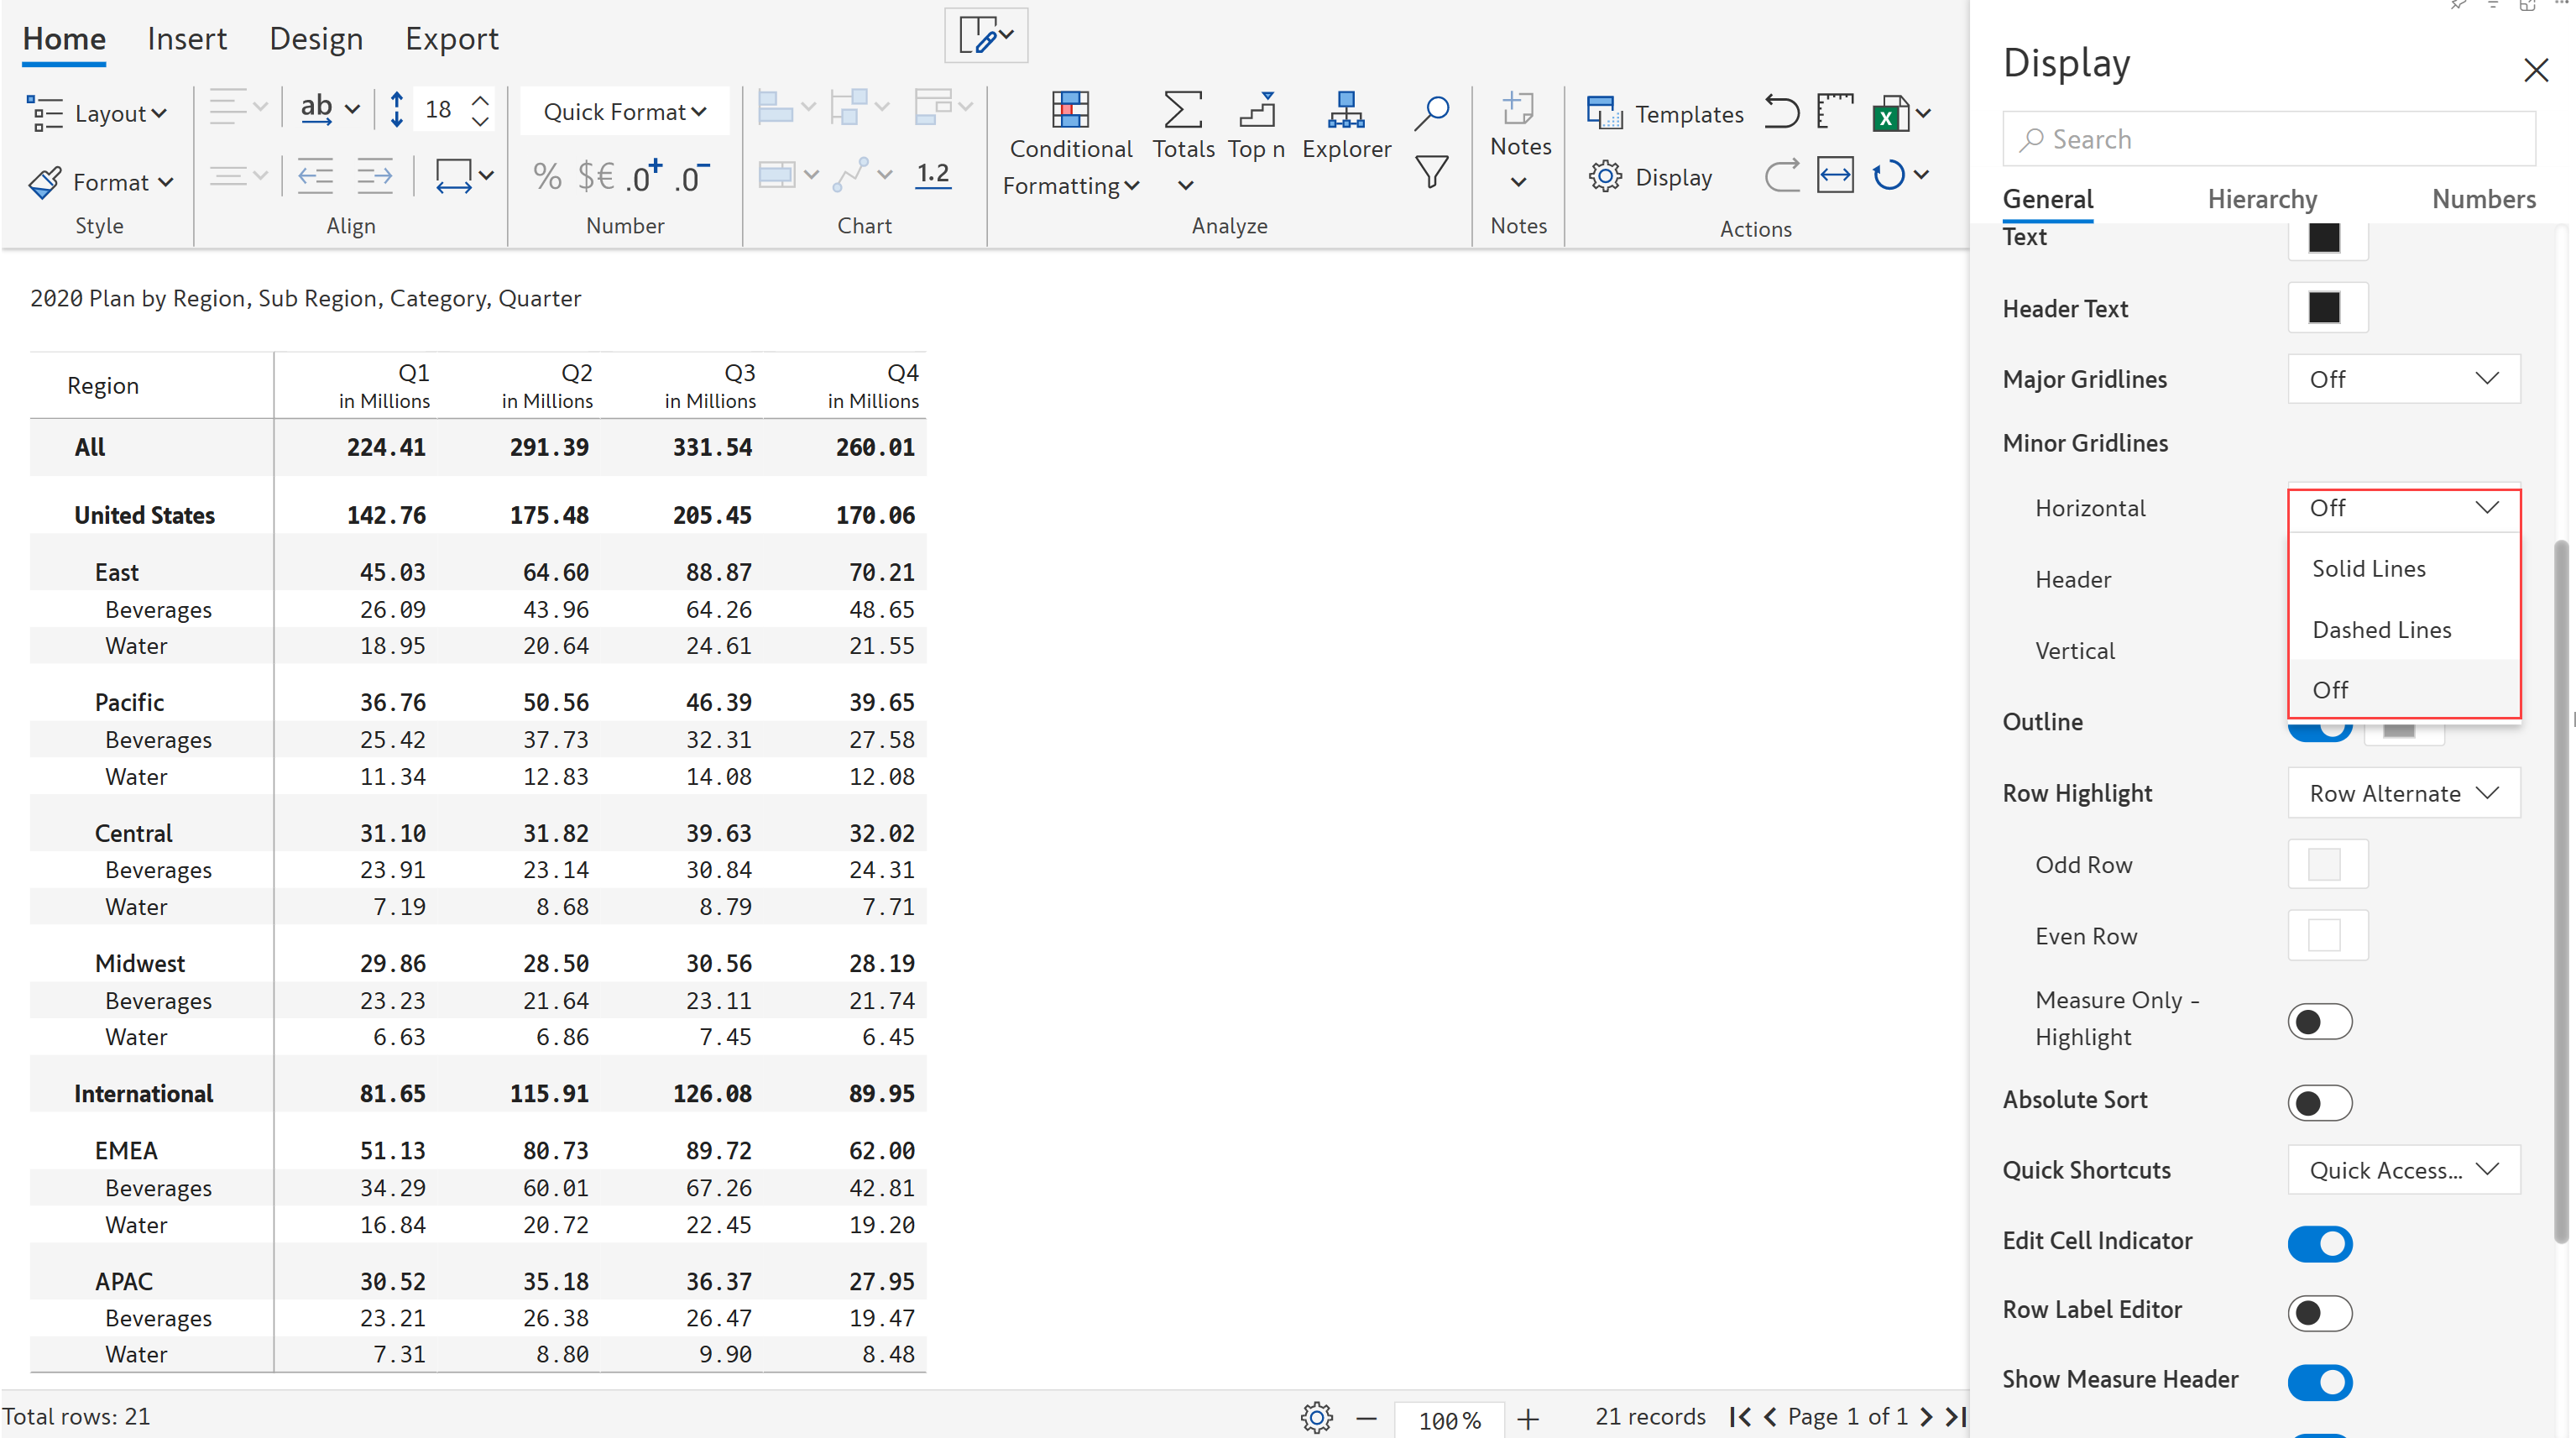 Home Insert Design Export
Layout ab 18 Quick Format
Format % $€ .0+ .0− 1.2
Conditional Formatting Totals Top n Explorer Notes
Templates Display
Style Align Number Chart Analyze Notes Actions
2020 Plan by Region, Sub Region, Category, Quarter
Region Q1 Q2 Q3 Q4
in Millions in Millions in Millions in Millions
All 224.41 291.39 331.54 260.01
United States 142.76 175.48 205.45 170.06
East 45.03 64.60 88.87 70.21
Beverages 26.09 43.96 64.26 48.65
Water 18.95 20.64 24.61 21.55
Pacific 36.76 50.56 46.39 39.65
Beverages 25.42 37.73 32.31 27.58
Water 11.34 12.83 14.08 12.08
Central 31.10 31.82 39.63 32.02
Beverages 23.91 23.14 30.84 24.31
Water 7.19 8.68 8.79 7.71
Midwest 29.86 28.50 30.56 28.19
Beverages 23.23 21.64 23.11 21.74
Water 6.63 6.86 7.45 6.45
International 81.65 115.91 126.08 89.95
EMEA 51.13 80.73 89.72 62.00
Beverages 34.29 60.01 67.26 42.81
Water 16.84 20.72 22.45 19.20
APAC 30.52 35.18 36.37 27.95
Beverages 23.21 26.38 26.47 19.47
Water 7.31 8.80 9.90 8.48
Total rows: 21 100% 21 records Page 1 of 1
Display
Search
General Hierarchy Numbers
Text
Header Text
Major Gridlines Off
Minor Gridlines
Horizontal Off
Solid Lines
Header
Dashed Lines
Vertical
Off
Outline
Row Highlight Row Alternate
Odd Row
Even Row
Measure Only -
Highlight
Absolute Sort
Quick Shortcuts Quick Access...
Edit Cell Indicator
Row Label Editor
Show Measure Header